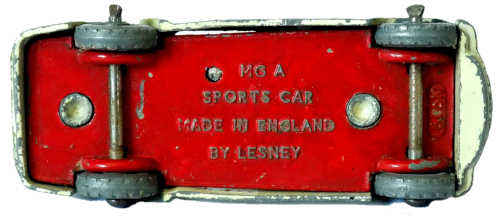 MG A
SPORTS CAR
MADE IN ENGLAND
BY LESNEY